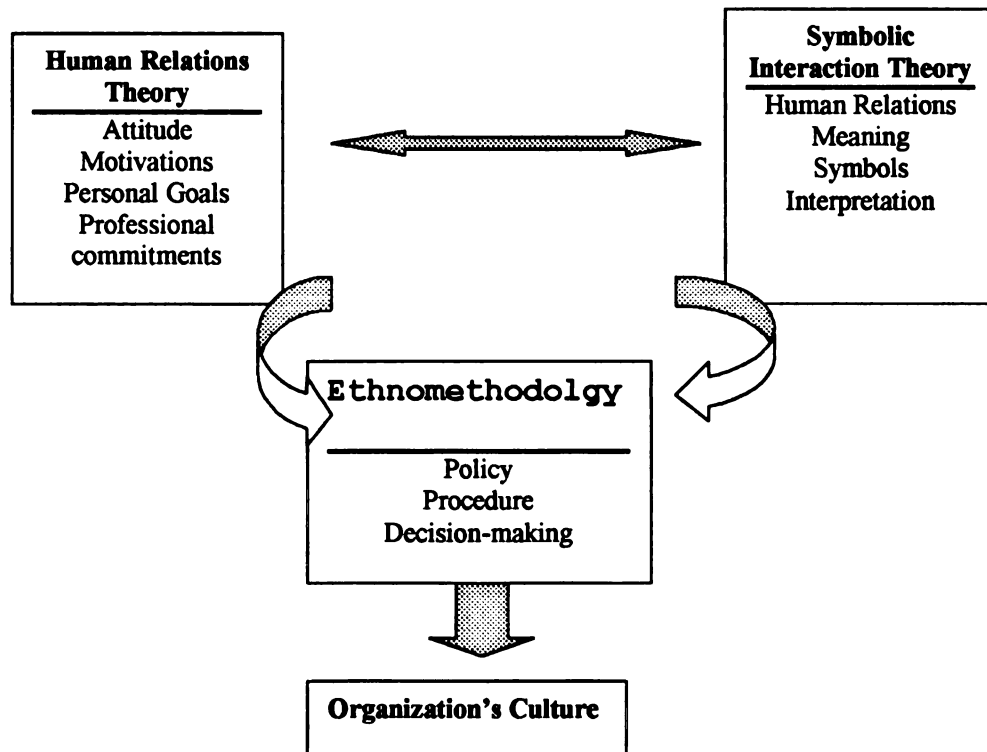 Human Relations
Theory
Attitude
Motivations
Personal Goals
Professional
commitments
Symbolic
Interaction Theory
Human Relations
Meaning
Symbols
Interpretation
Ethnomethodolgy
Policy
Procedure
Decision-making
Organization's Culture